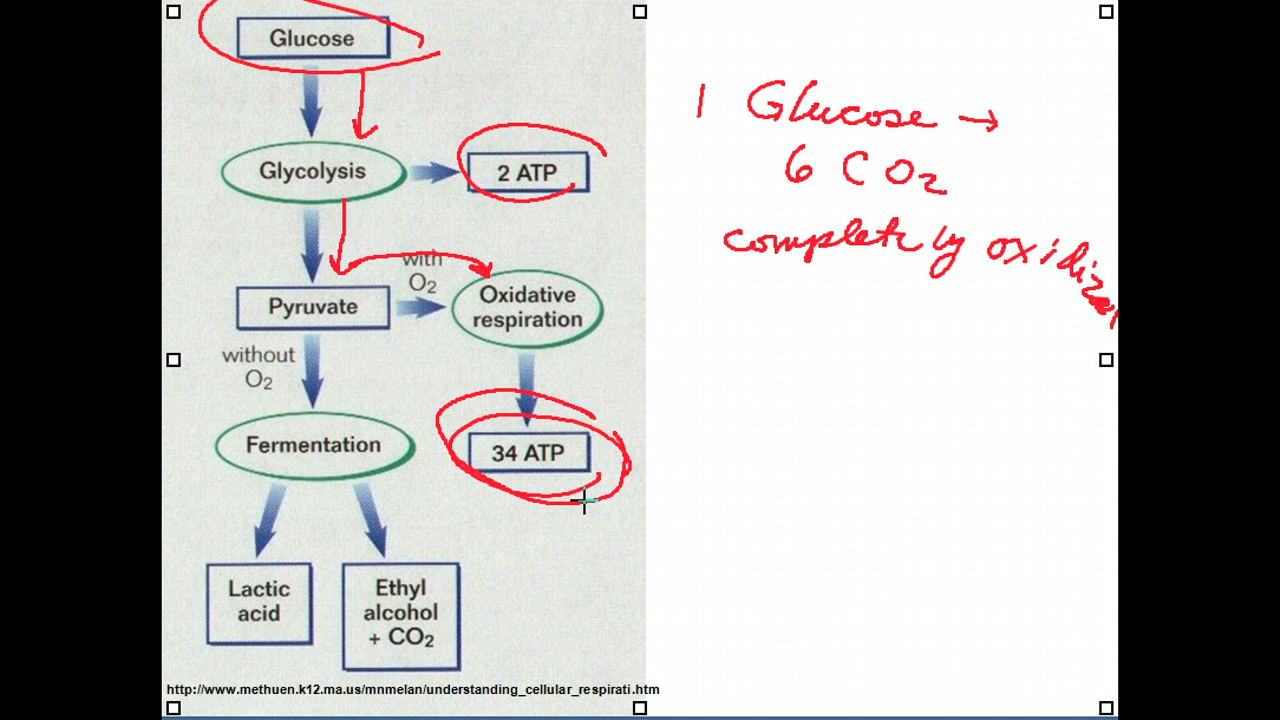 Glucose
Glycolysis
2 ATP
with
O2
Pyruvate
Oxidative
respiration
without
O2
Fermentation
34 ATP
Lactic
acid
Ethyl
alcohol
+ CO2
http://www.methuen.k12.ma.us/mnmelan/understanding_cellular_respirati.htm
1 Glucose →
6 CO2
completely oxidized